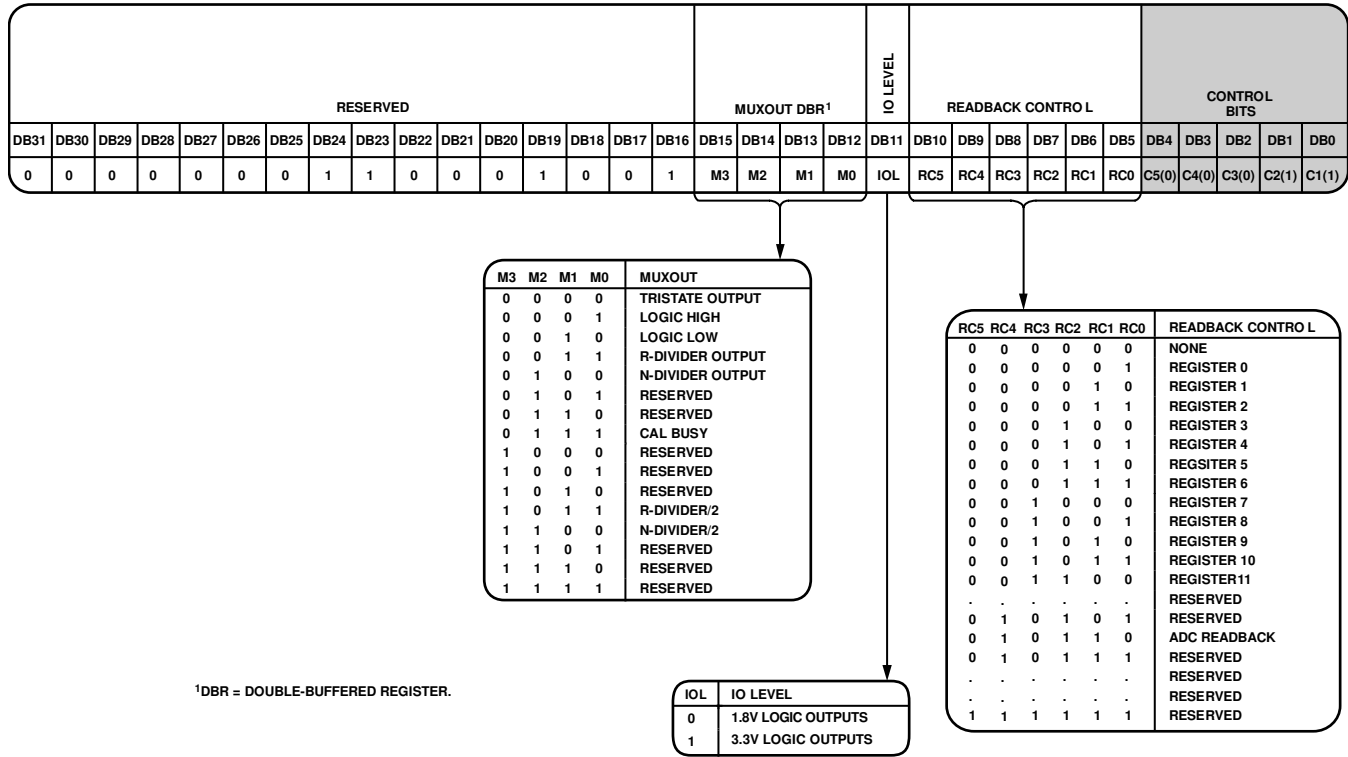 RESERVED MUXOUT DBR1 IO LEVEL READBACK CONTROL CONTROL
BITS
DB31 DB30 DB29 DB28 DB27 DB26 DB25 DB24 DB23 DB22 DB21 DB20 DB19 DB18 DB17 DB16 DB15 DB14 DB13 DB12 DB11 DB10 DB9 DB8 DB7 DB6 DB5 DB4 DB3 DB2 DB1 DB0
0 0 0 0 0 0 0 1 1 0 0 0 1 0 0 1 M3 M2 M1 M0 IOL RC5 RC4 RC3 RC2 RC1 RC0 C5(0) C4(0) C3(0) C2(1) C1(1)
M3 M2 M1 M0 MUXOUT
0 0 0 0 TRISTATE OUTPUT
0 0 0 1 LOGIC HIGH
0 0 1 0 LOGIC LOW
0 0 1 1 R-DIVIDER OUTPUT
0 1 0 0 N-DIVIDER OUTPUT
0 1 0 1 RESERVED
0 1 1 0 RESERVED
0 1 1 1 CAL BUSY
1 0 0 0 RESERVED
1 0 0 1 RESERVED
1 0 1 0 RESERVED
1 0 1 1 R-DIVIDER/2
1 1 0 0 N-DIVIDER/2
1 1 0 1 RESERVED
1 1 1 0 RESERVED
1 1 1 1 RESERVED
RC5 RC4 RC3 RC2 RC1 RC0 READBACK CONTROL
0 0 0 0 0 0 NONE
0 0 0 0 0 1 REGISTER 0
0 0 0 0 1 0 REGISTER 1
0 0 0 0 1 1 REGISTER 2
0 0 0 1 0 0 REGISTER 3
0 0 0 1 0 1 REGISTER 4
0 0 0 1 1 0 REGSITER 5
0 0 0 1 1 1 REGISTER 6
0 0 1 0 0 0 REGISTER 7
0 0 1 0 0 1 REGISTER 8
0 0 1 0 1 0 REGISTER 9
0 0 1 0 1 1 REGISTER 10
0 0 1 1 0 0 REGISTER11
. . . . . . RESERVED
0 1 0 1 0 1 RESERVED
0 1 0 1 1 0 ADC READBACK
0 1 0 1 1 1 RESERVED
. . . . . . RESERVED
. . . . . . RESERVED
1 1 1 1 1 1 RESERVED
1DBR = DOUBLE-BUFFERED REGISTER.
IOL IO LEVEL
0 1.8V LOGIC OUTPUTS
1 3.3V LOGIC OUTPUTS